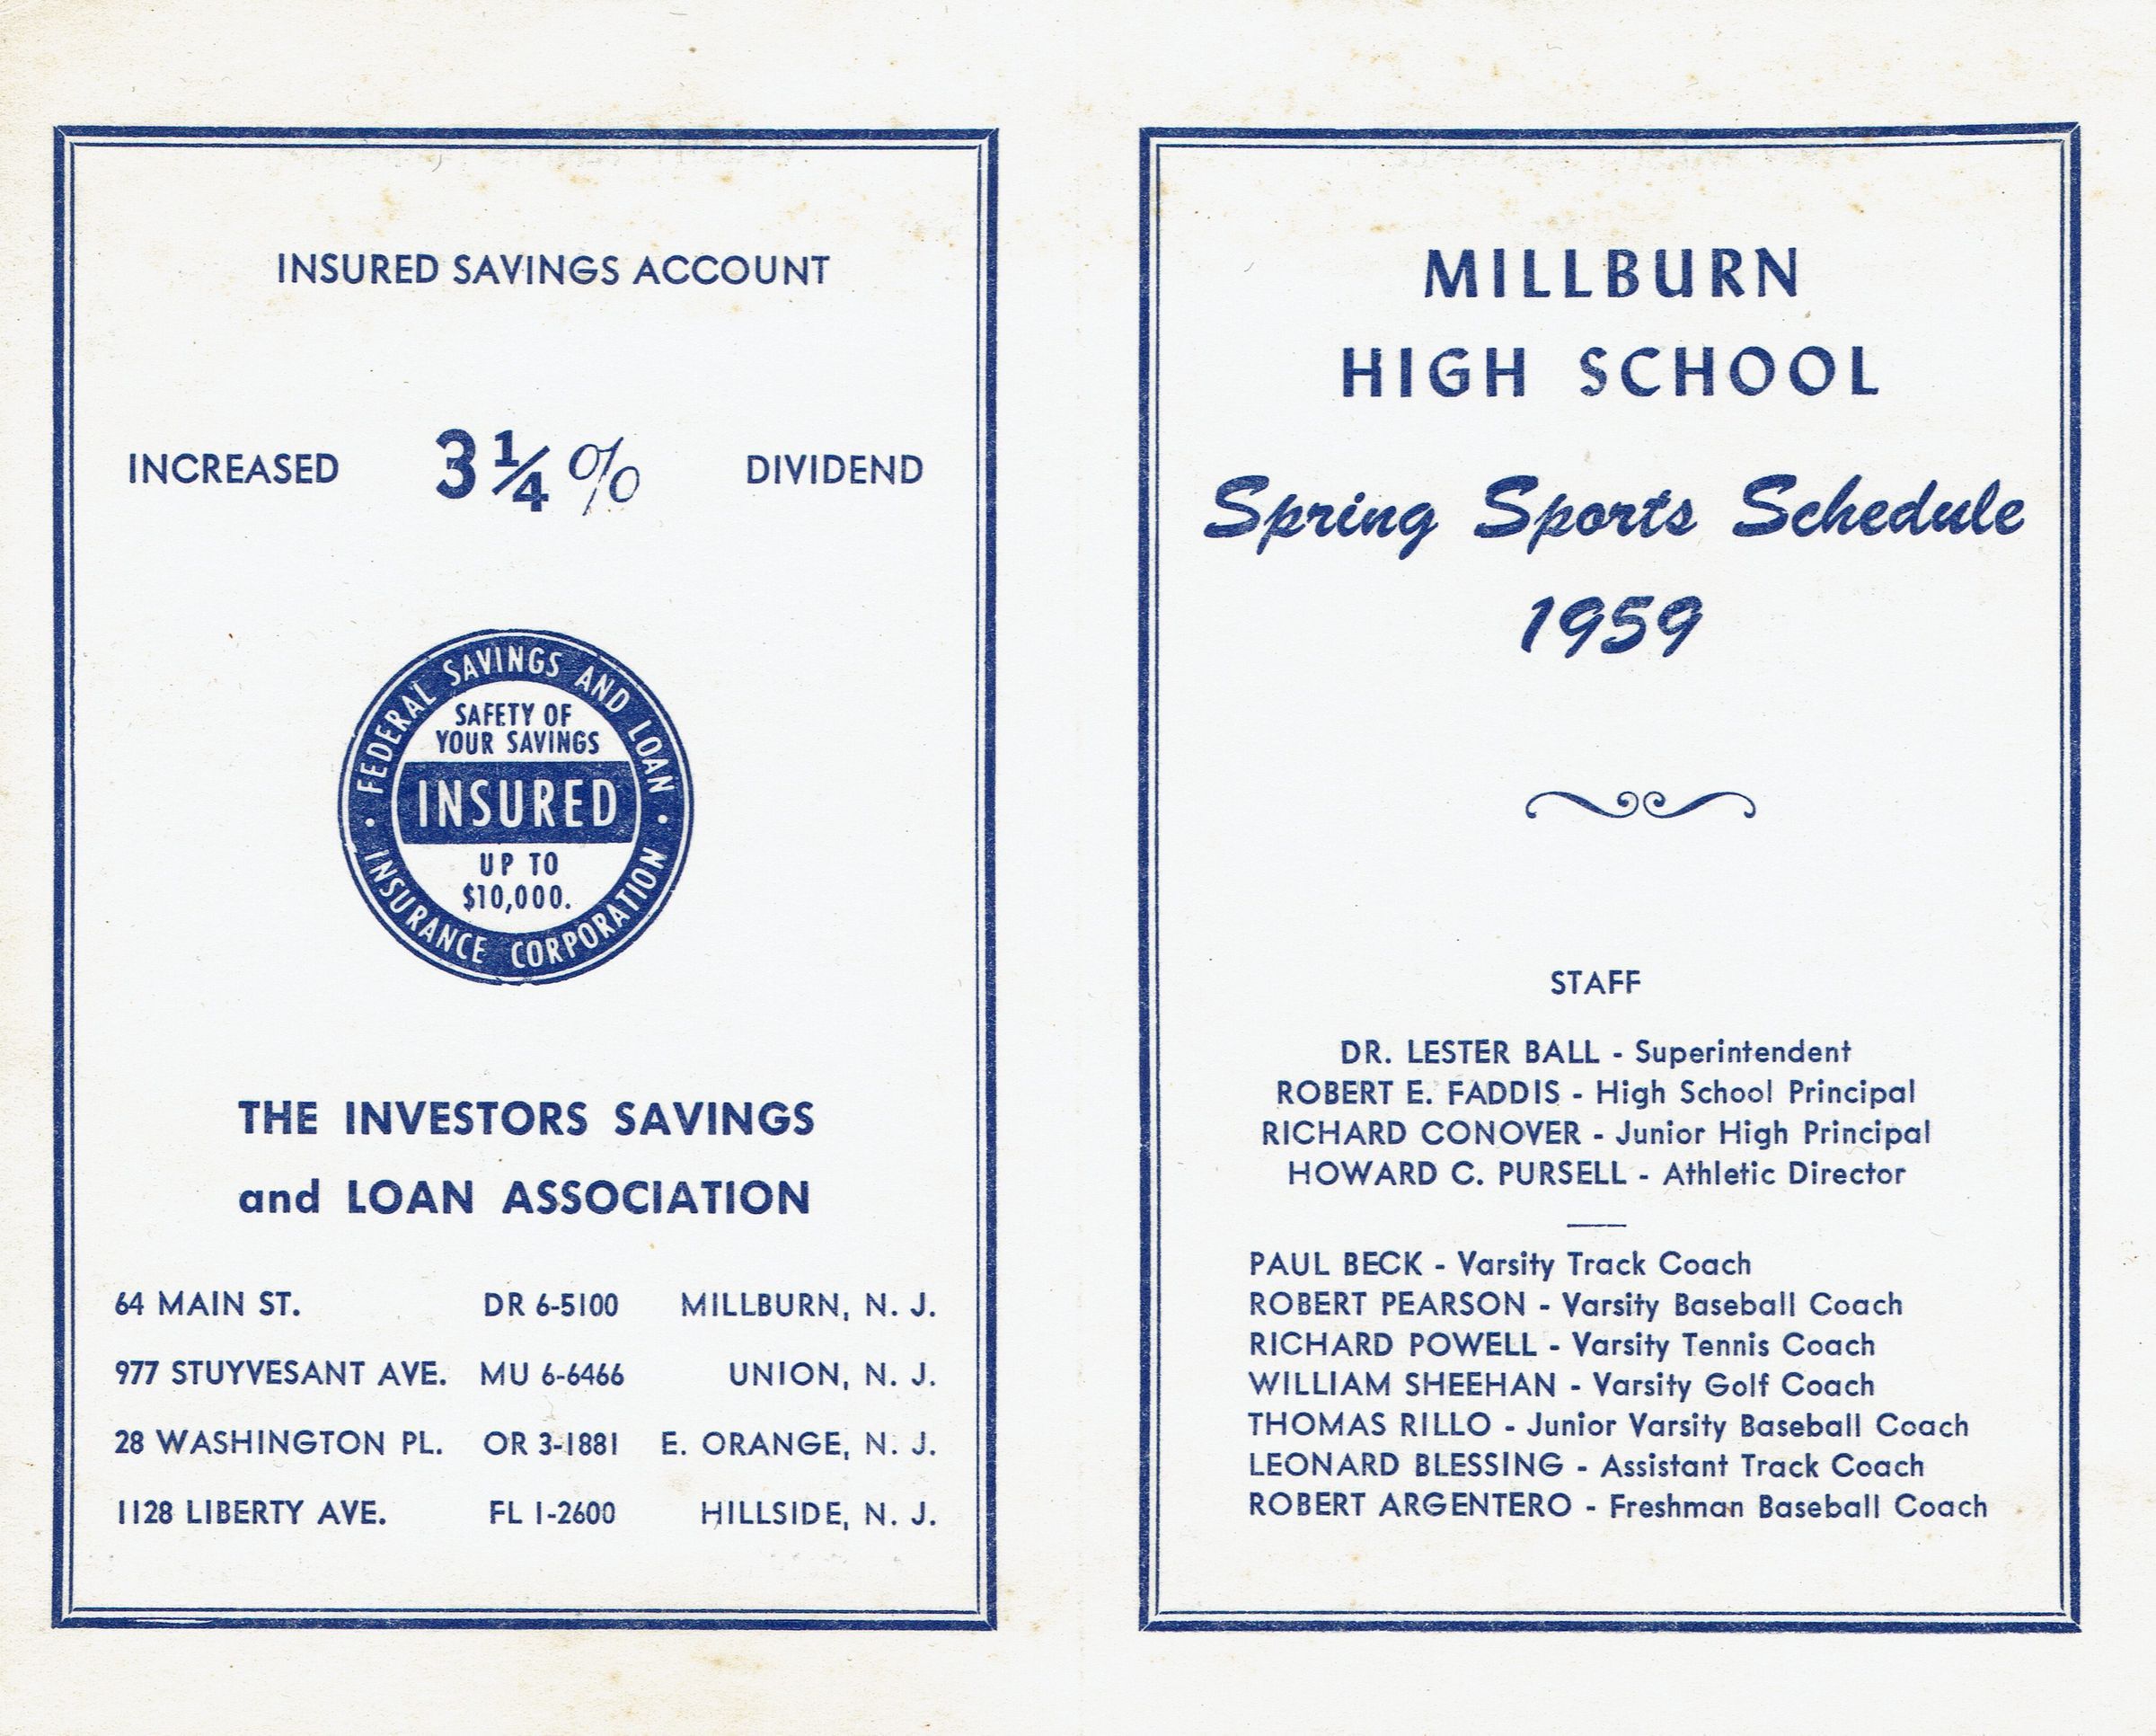 INSURED SAVINGS ACCOUNT
INCREASED 3 ¼ % DIVIDEND
FEDERAL SAVINGS AND LOAN
INSURANCE CORPORATION
SAFETY OF
YOUR SAVINGS
INSURED
UP TO
$10,000.
THE INVESTORS SAVINGS
and LOAN ASSOCIATION
64 MAIN ST. DR 6-5100 MILLBURN, N. J.
977 STUYVESANT AVE. MU 6-6466 UNION, N. J.
28 WASHINGTON PL. OR 3-1881 E. ORANGE, N. J.
1128 LIBERTY AVE. FL 1-2600 HILLSIDE, N. J.
MILLBURN
HIGH SCHOOL
Spring Sports Schedule
1959
STAFF
DR. LESTER BALL - Superintendent
ROBERT E. FADDIS - High School Principal
RICHARD CONOVER - Junior High Principal
HOWARD C. PURSELL - Athletic Director
PAUL BECK - Varsity Track Coach
ROBERT PEARSON - Varsity Baseball Coach
RICHARD POWELL - Varsity Tennis Coach
WILLIAM SHEEHAN - Varsity Golf Coach
THOMAS RILLO - Junior Varsity Baseball Coach
LEONARD BLESSING - Assistant Track Coach
ROBERT ARGENTERO - Freshman Baseball Coach